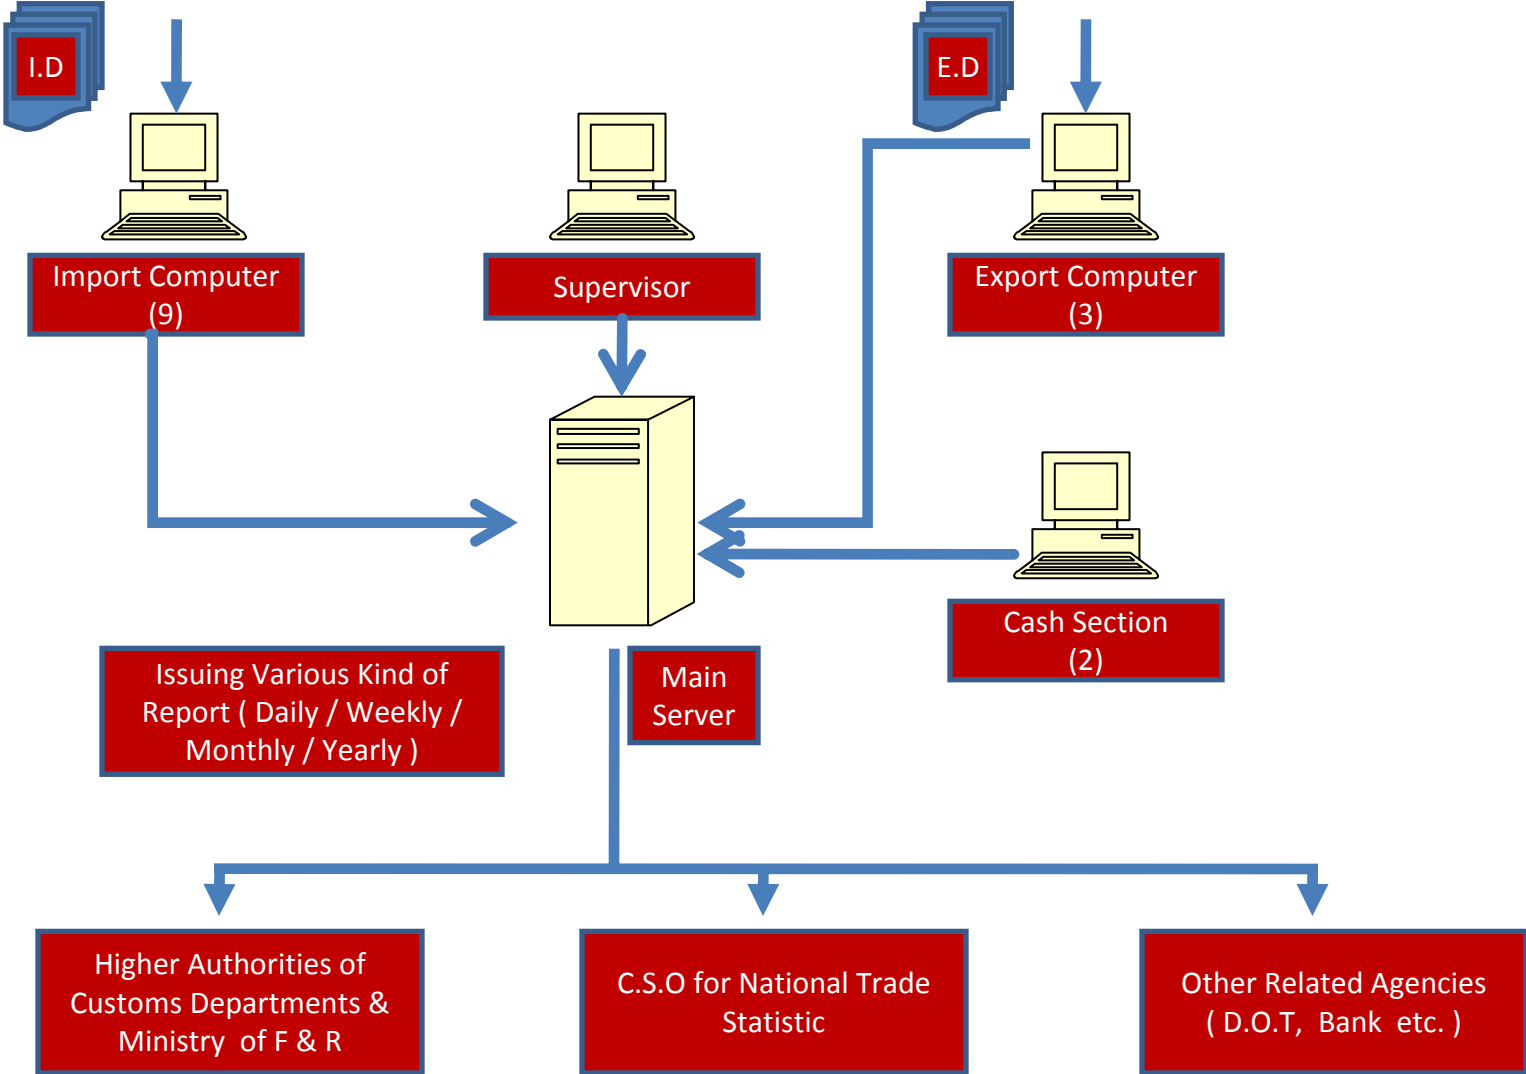 I.D
E.D
Import Computer
(9)
Supervisor
Export Computer
(3)
Cash Section
(2)
Issuing Various Kind of
Report ( Daily / Weekly /
Monthly / Yearly )
Main
Server
Higher Authorities of
Customs Departments &
Ministry of F & R
C.S.O for National Trade
Statistic
Other Related Agencies
( D.O.T, Bank etc. )